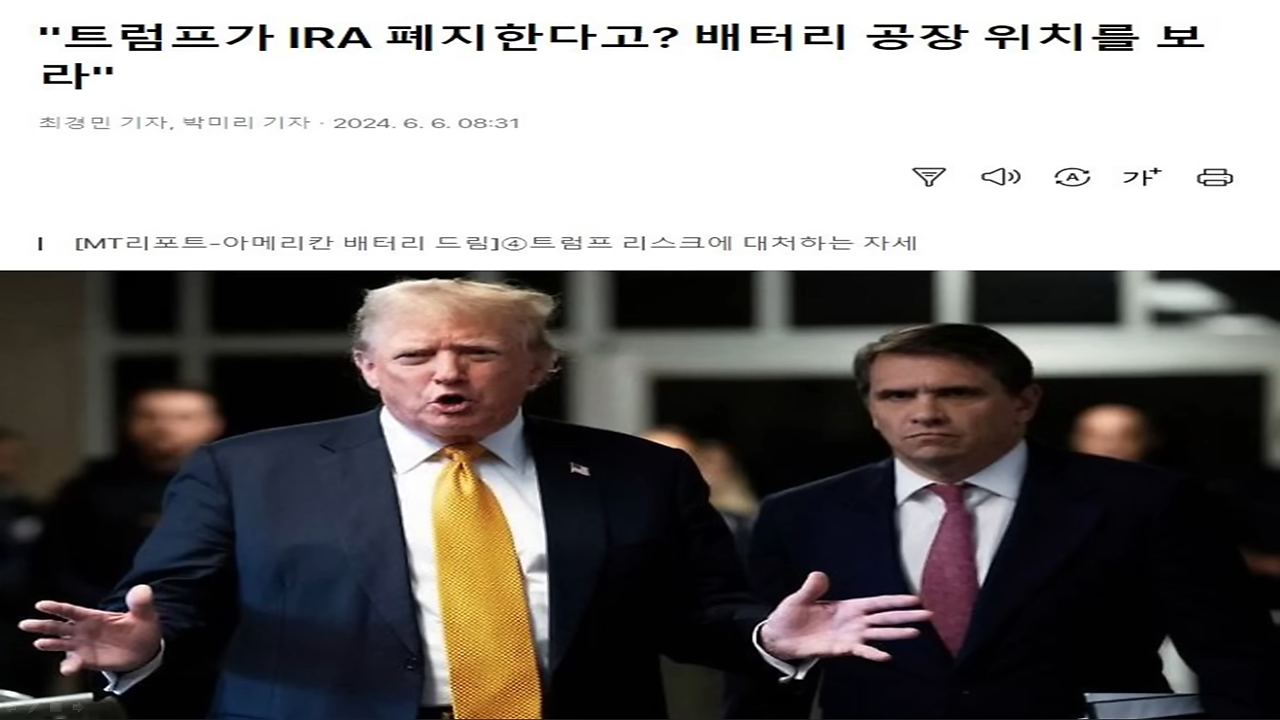 "트럼프가 IRA 폐지한다고? 배터리 공장 위치를 보
라"
최경민 기자, 박미리 기자 · 2024. 6. 6. 08:31
가+
[MT리포트-아메리칸 배터리 드림]④트럼프 리스크에 대처하는 자세